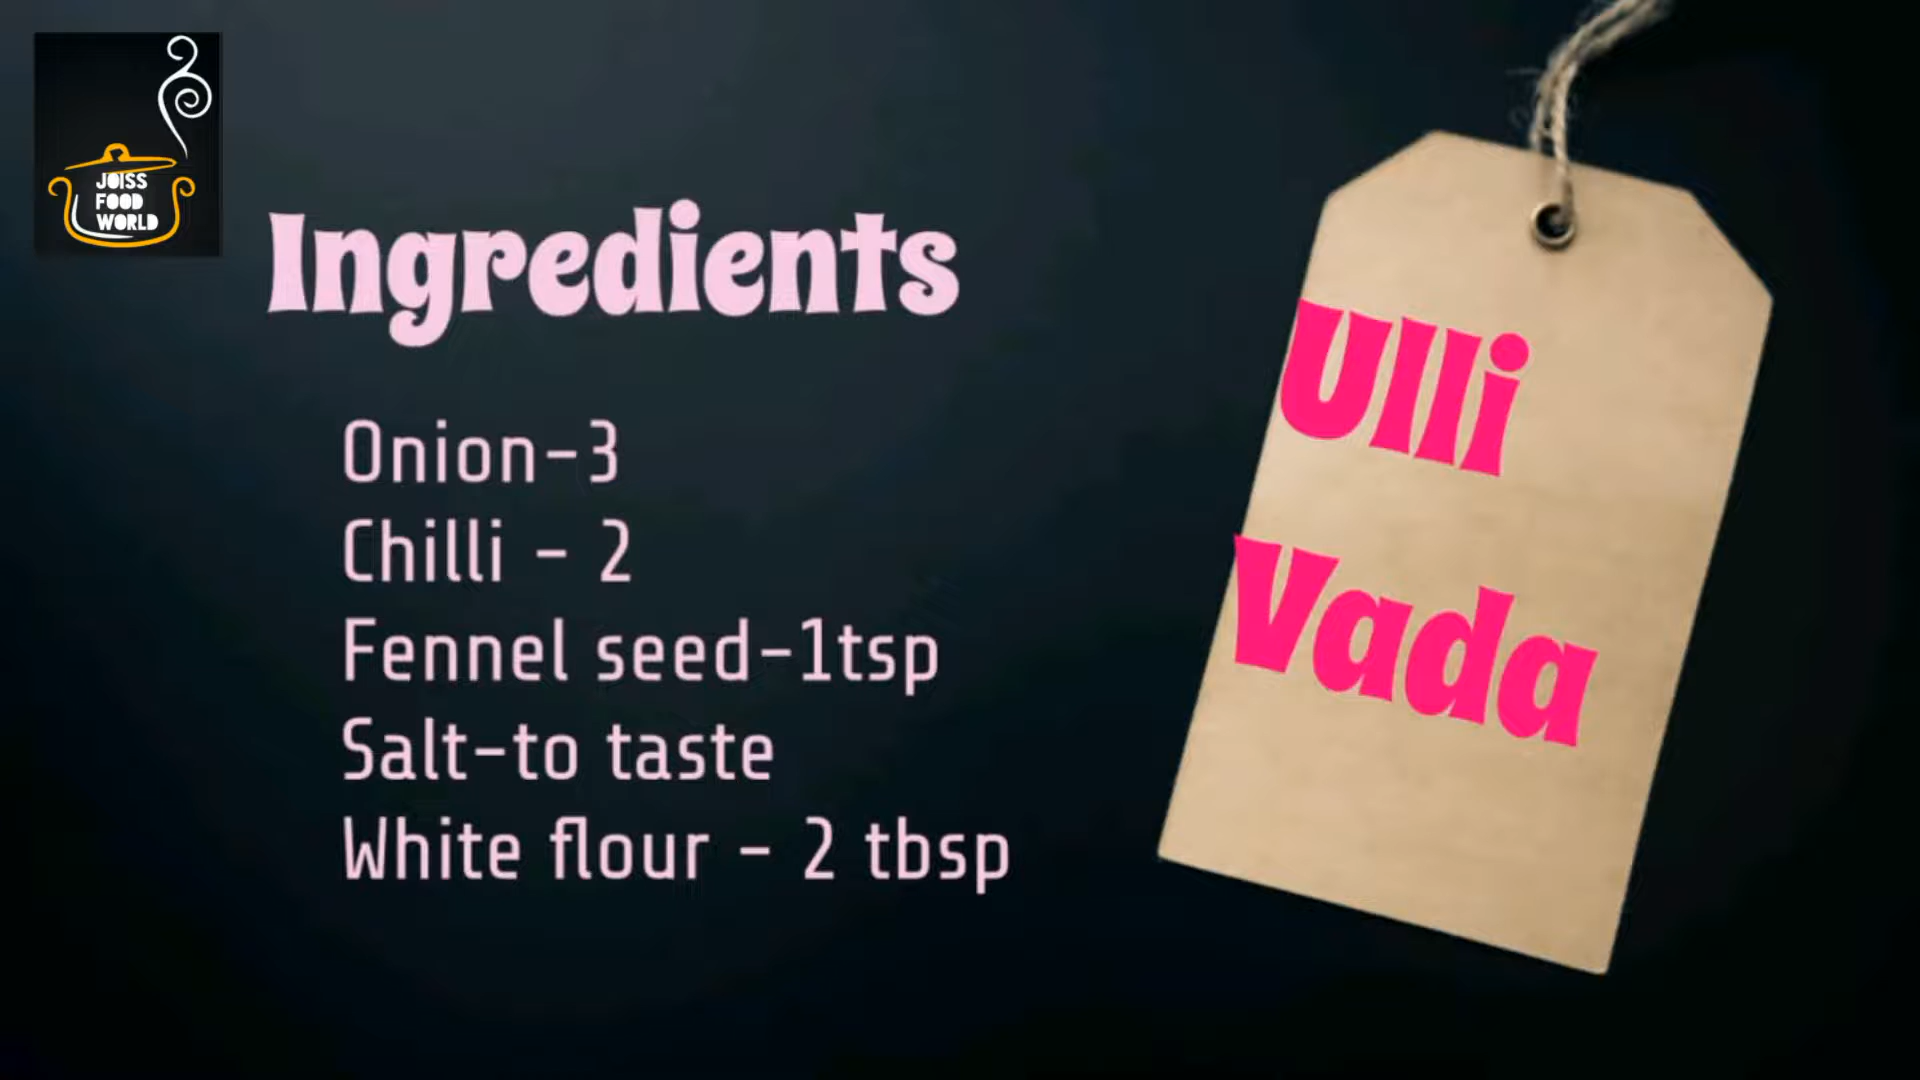 JOISS
FOOD
WORLD
Ingredients
Onion-3
Chilli - 2
Fennel seed-1tsp
Salt-to taste
White flour - 2 tbsp
Ulli
Vada